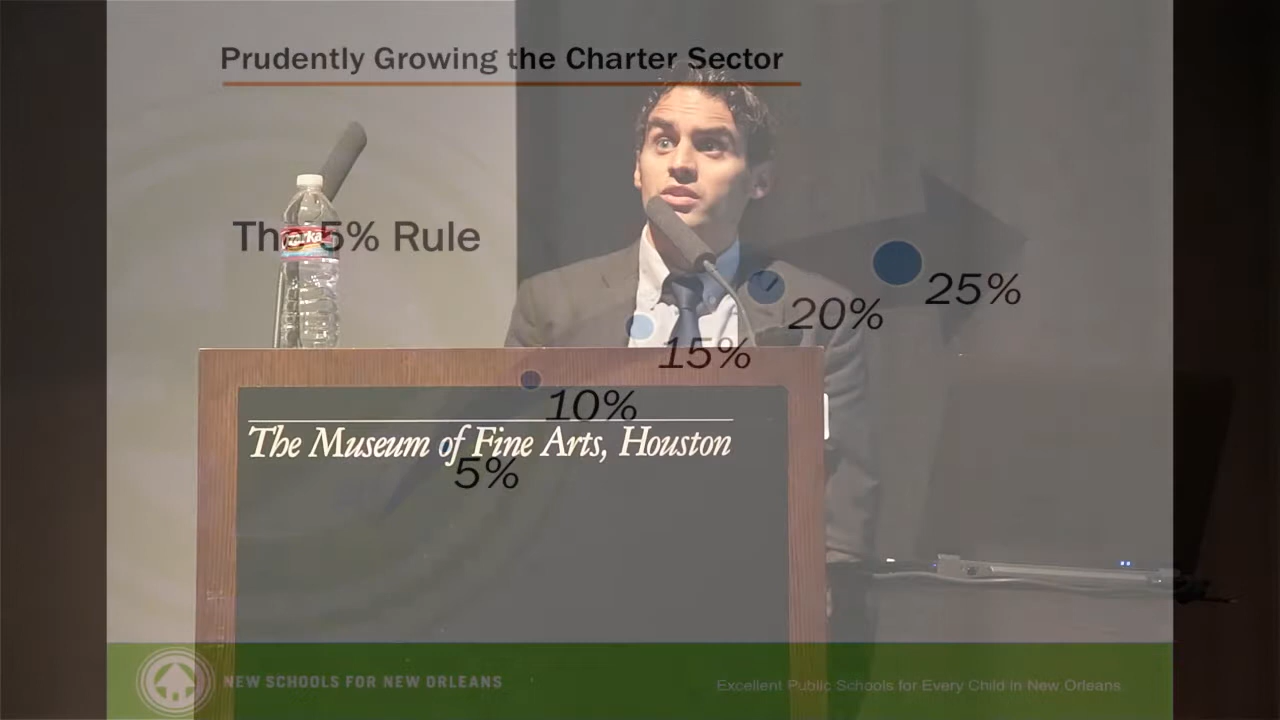 Prudently Growing the Charter Sector
The 5% Rule
Ozarka
25%
20%
15%
10%
The Museum of Fine Arts, Houston
5%
NEW SCHOOLS FOR NEW ORLEANS
Excellent Public Schools for Every Child in New Orleans